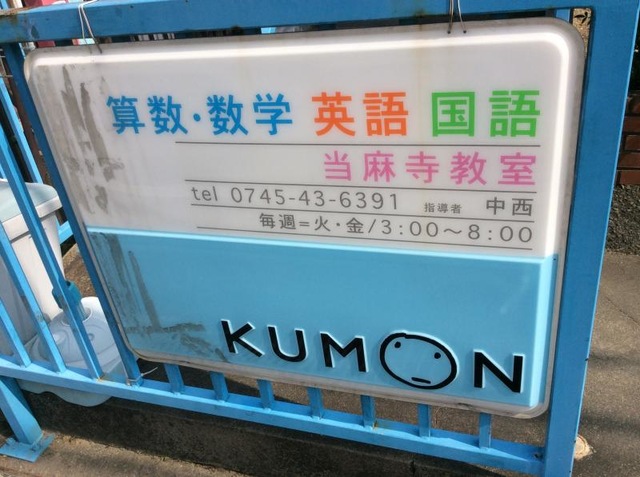 算数・数学 英語 国語
当麻寺教室
tel 0745-43-6391 指導者 中西
毎週=火・金/3:00〜8:00
KUMON